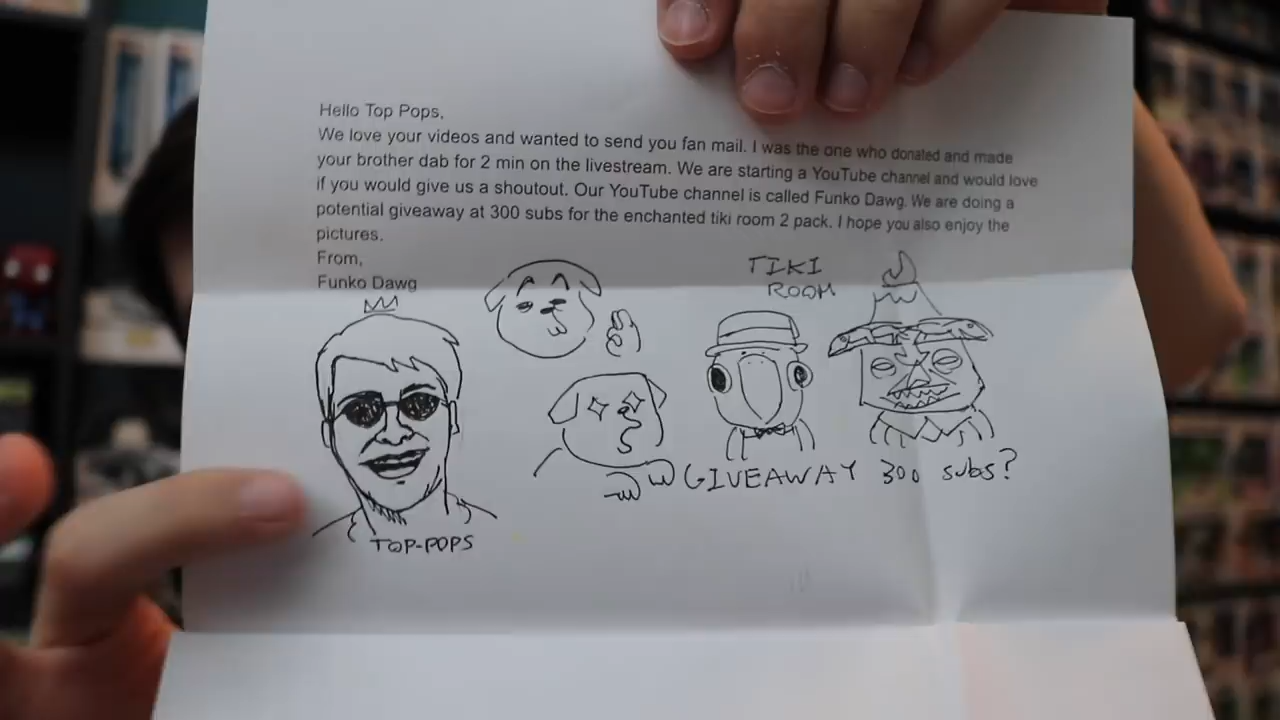 Hello Top Pops,
We love your videos and wanted to send you fan mail. I was the one who donated and made
your brother dab for 2 min on the livestream. We are starting a YouTube channel and would love
if you would give us a shoutout. Our YouTube channel is called Funko Dawg. We are doing a
potential giveaway at 300 subs for the enchanted tiki room 2 pack. I hope you also enjoy the
pictures.
From,
Funko Dawg
TIKI
ROOM
GIVEAWAY 300 subs?
TOP-POPS